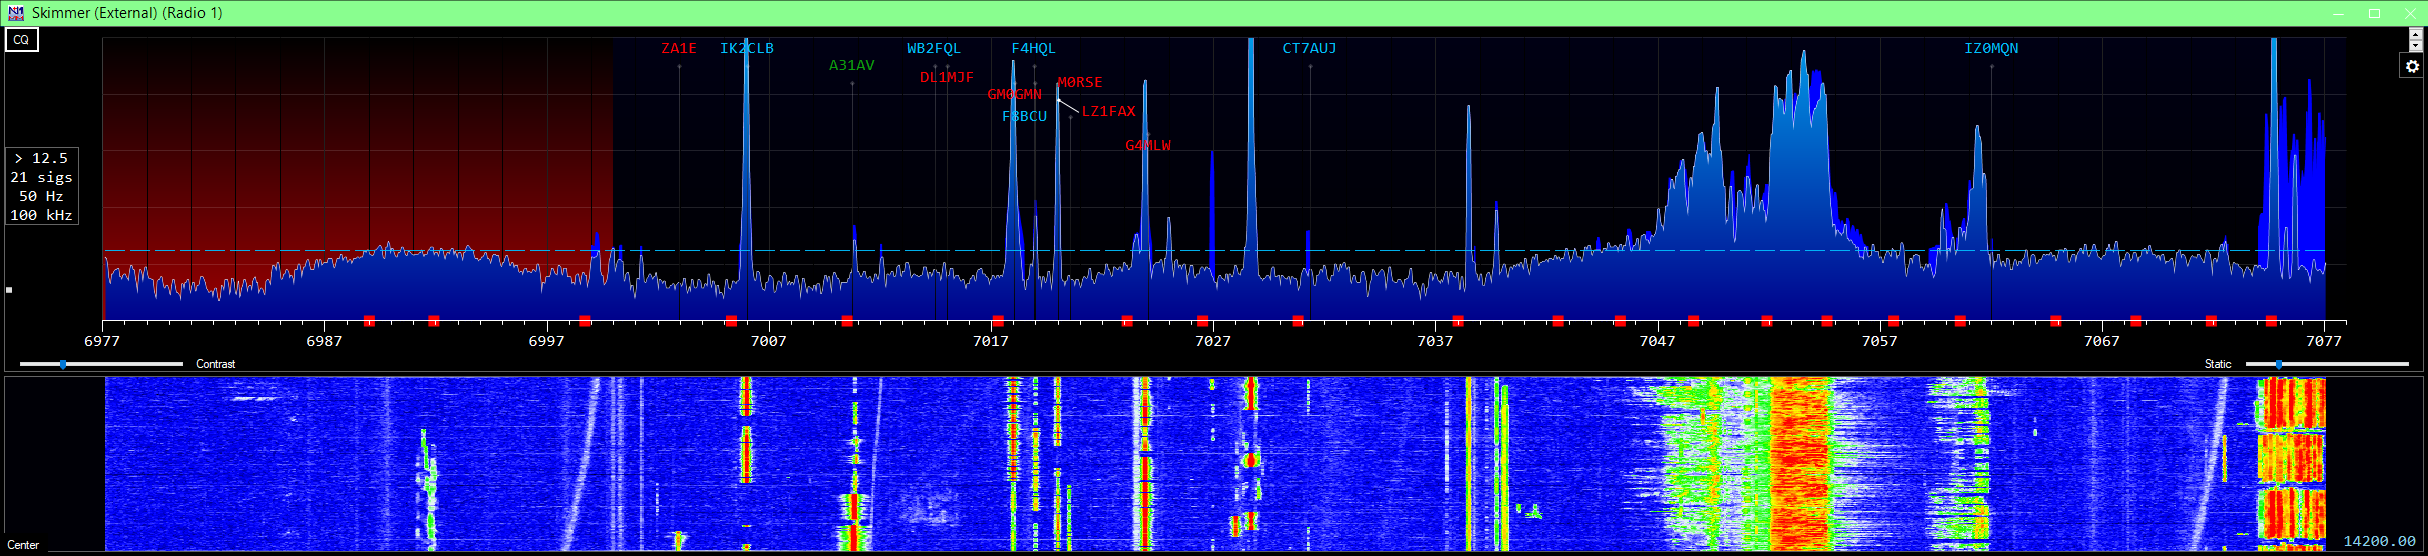 Skimmer (External) (Radio 1)
CQ
ZA1E IK2CLB WB2FQL F4HQL CT7AUJ IZ0MQN
A31AV
DL1MJF M0RSE
GM0GMN
F8BCU LZ1FAX
G4MLW
> 12.5
21 sigs
50 Hz
100 kHz
6977 6987 6997 7007 7017 7027 7037 7047 7057 7067 7077
Contrast Static
Center 14200.00